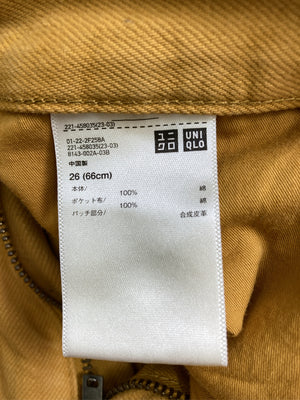 221-458035(23-03)
01-22-2F25BA
221-458035(23-03)
8143-002A-03B
中国製
ユニ
クロ
UNI
QLO
26 (66cm)
本体/ 100% 綿
ポケット布/ 100% 綿
パッチ部分/ 合成皮革